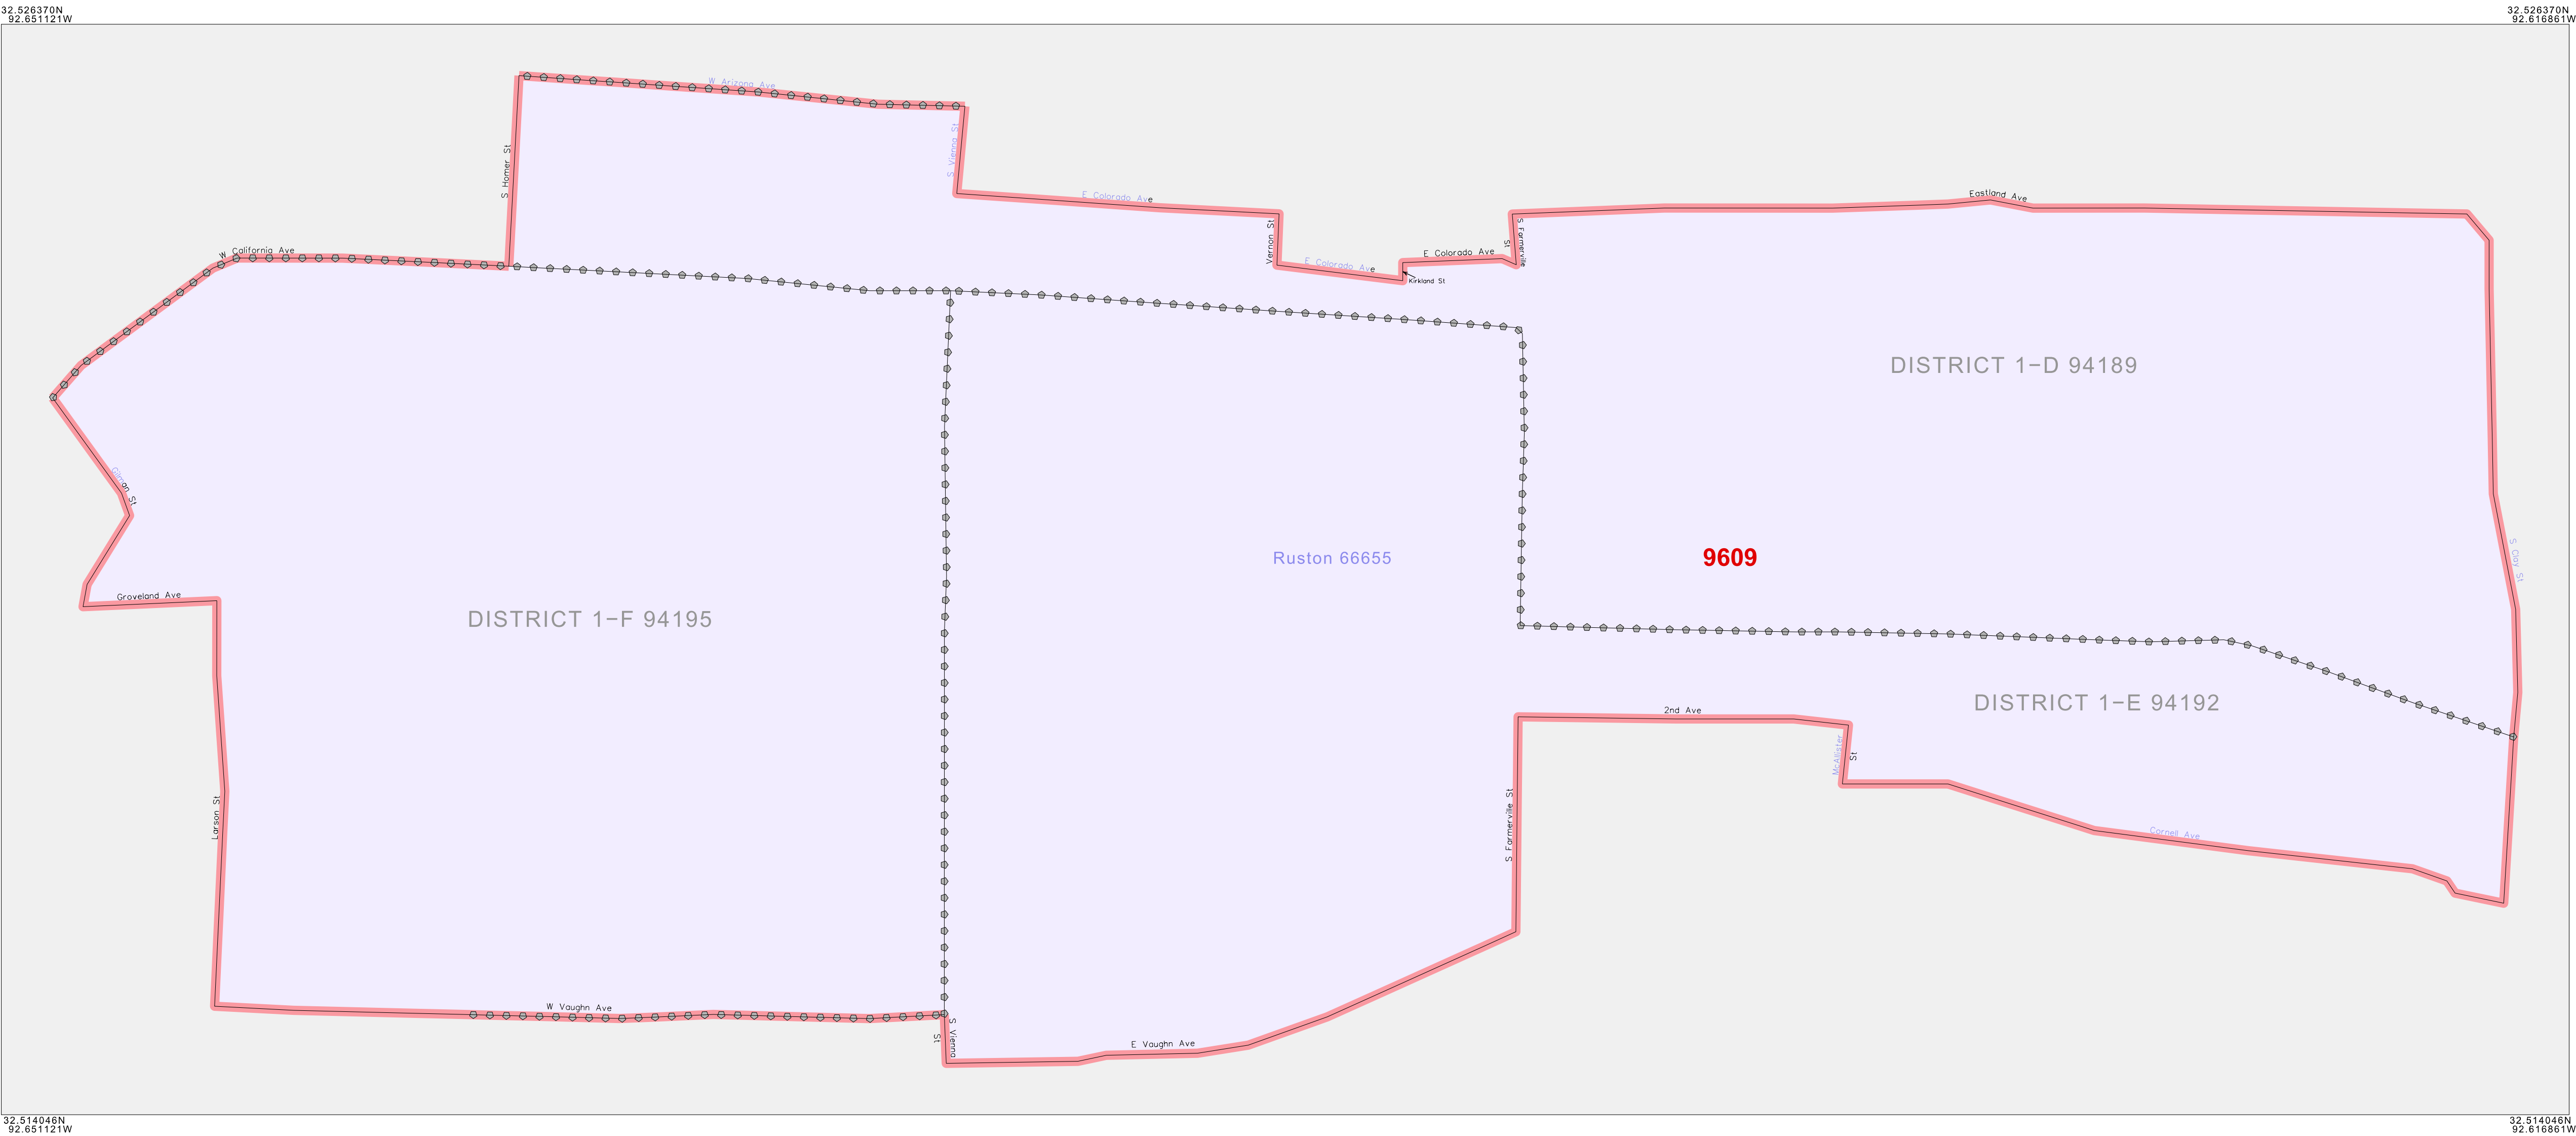 32.526370N
92.651121W
32.526370N
92.616861W
W Arizona Ave
S Vienna St
S Homer St
E Colorado Ave
Eastland Ave
Vernon St
S Farmerville
St
W California Ave
E Colorado Ave
E Colorado Ave
Kirkland St
DISTRICT 1-D 94189
Gilman St
Ruston 66655
9609
S Clay St
Groveland Ave
DISTRICT 1-F 94195
DISTRICT 1-E 94192
2nd Ave
McAllister
St
Larson St
S Farmerville St
Cornell Ave
W Vaughn Ave
S Vienna
St
E Vaughn Ave
32.514046N
92.651121W
32.514046N
92.616861W